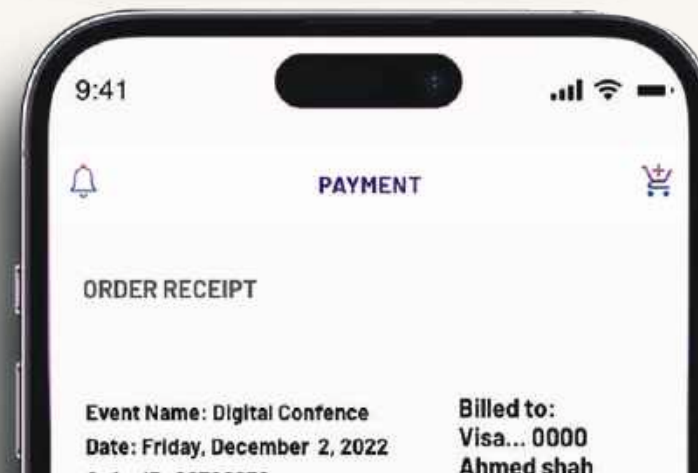 9:41
PAYMENT
ORDER RECEIPT
Event Name: Digital Confence
Date: Friday, December 2, 2022
Billed to:
Visa... 0000
Ahmed shah